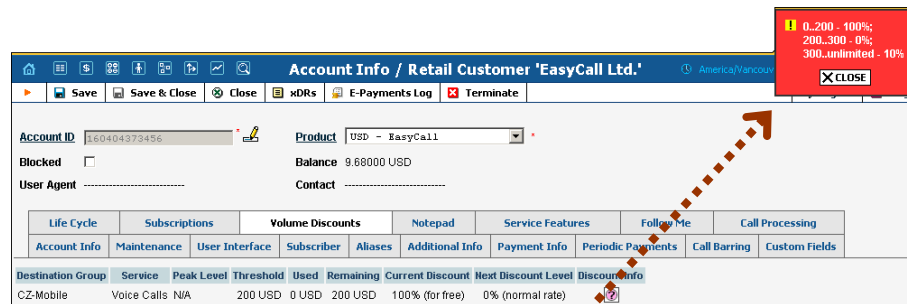 0..200 - 100%;
200..300 - 0%;
300..unlimited - 10%
CLOSE
Account Info / Retail Customer 'EasyCall Ltd.'
America/Vancouv
Save Save & Close Close xDRs E-Payments Log Terminate
Account ID 160404373456 * Product USD - EasyCall *
Blocked Balance 9.68000 USD
User Agent ------------------------- Contact -------------------------
Life Cycle Subscriptions Volume Discounts Notepad Service Features Follow Me Call Processing
Account Info Maintenance User Interface Subscriber Aliases Additional Info Payment Info Periodic Payments Call Barring Custom Fields
Destination Group Service Peak Level Threshold Used Remaining Current Discount Next Discount Level Discount Info
CZ-Mobile Voice Calls N/A 200 USD 0 USD 200 USD 100% (for free) 0% (normal rate)